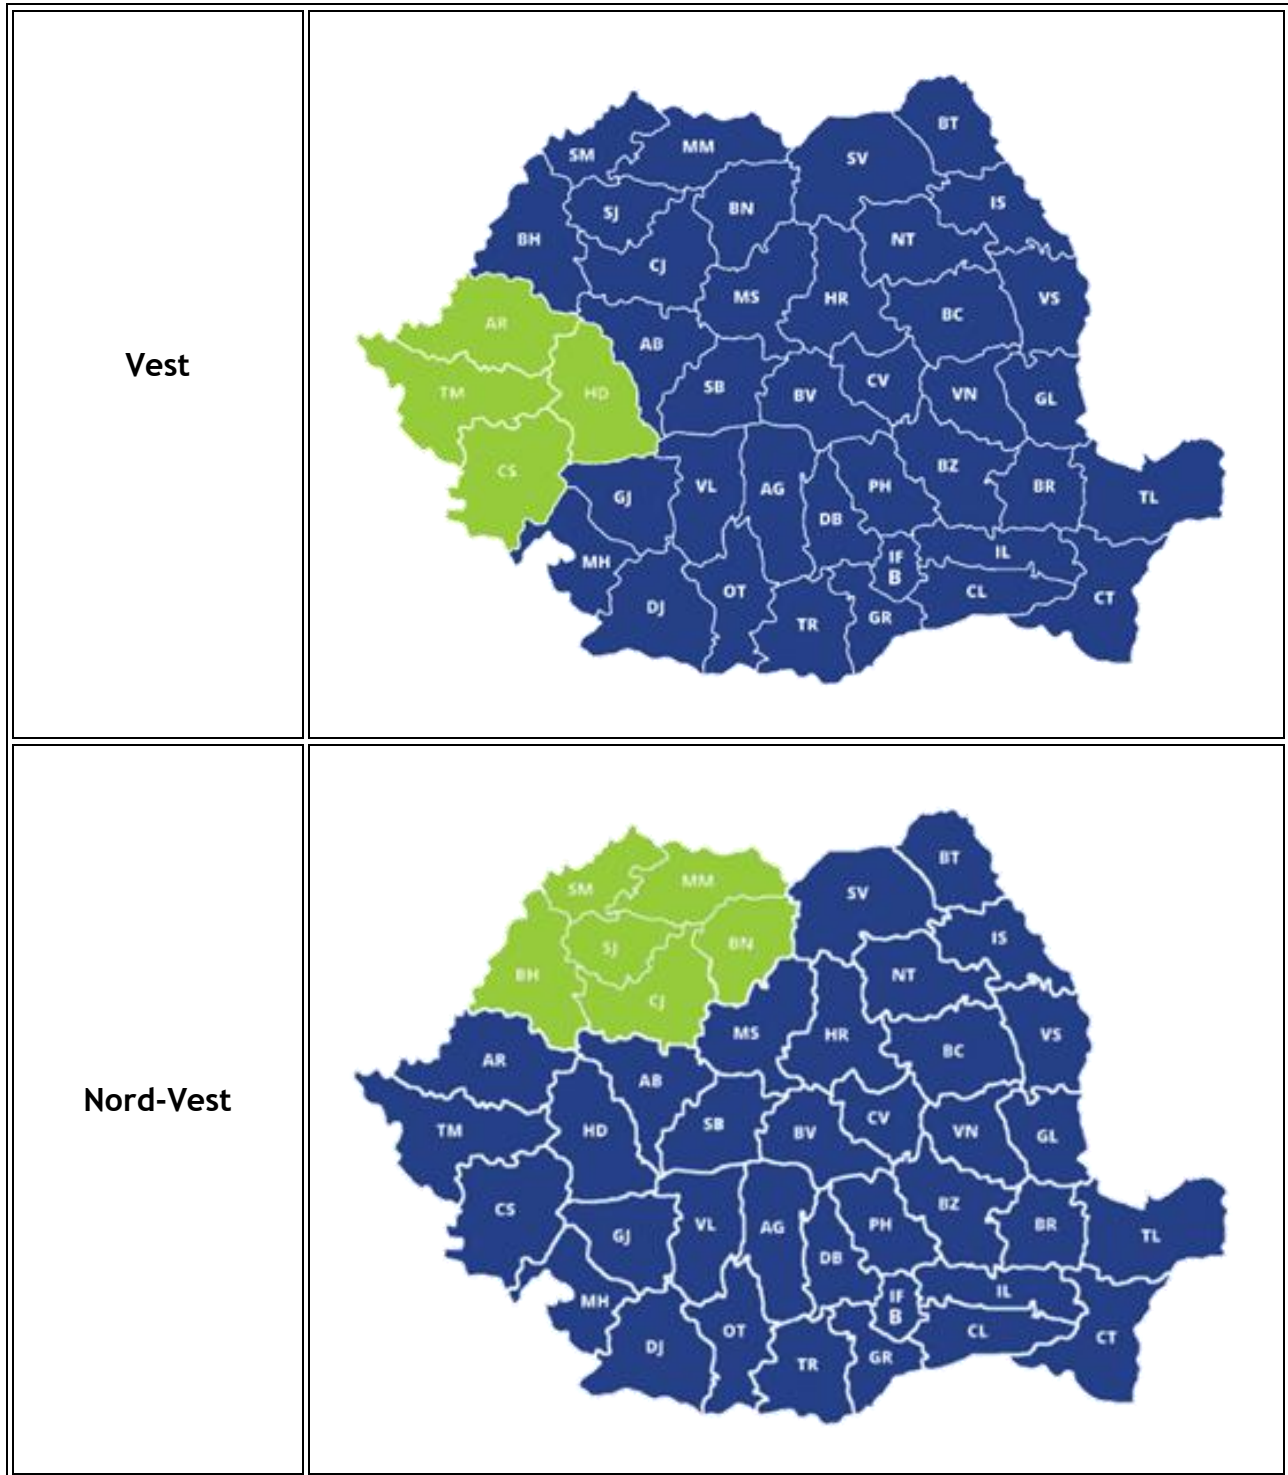 Vest
BT
MM
SM
SV
IS
BN
SJ
NT
BH
CJ
MS
HR
VS
BC
AR
AB
CV
SB
TM
HD
BV
VN
GL
BZ
CS
VL
AG
PH
BR
GJ
TL
DB
IL
IF
MH
B
OT
CL
CT
DJ
GR
TR
Nord-Vest
BT
MM
SM
SV
IS
BN
SJ
NT
BH
CJ
MS
HR
VS
BC
AR
AB
CV
SB
TM
HD
BV
VN
GL
BZ
CS
VL
AG
PH
BR
GJ
TL
DB
IL
IF
MH
B
OT
CL
CT
DJ
GR
TR